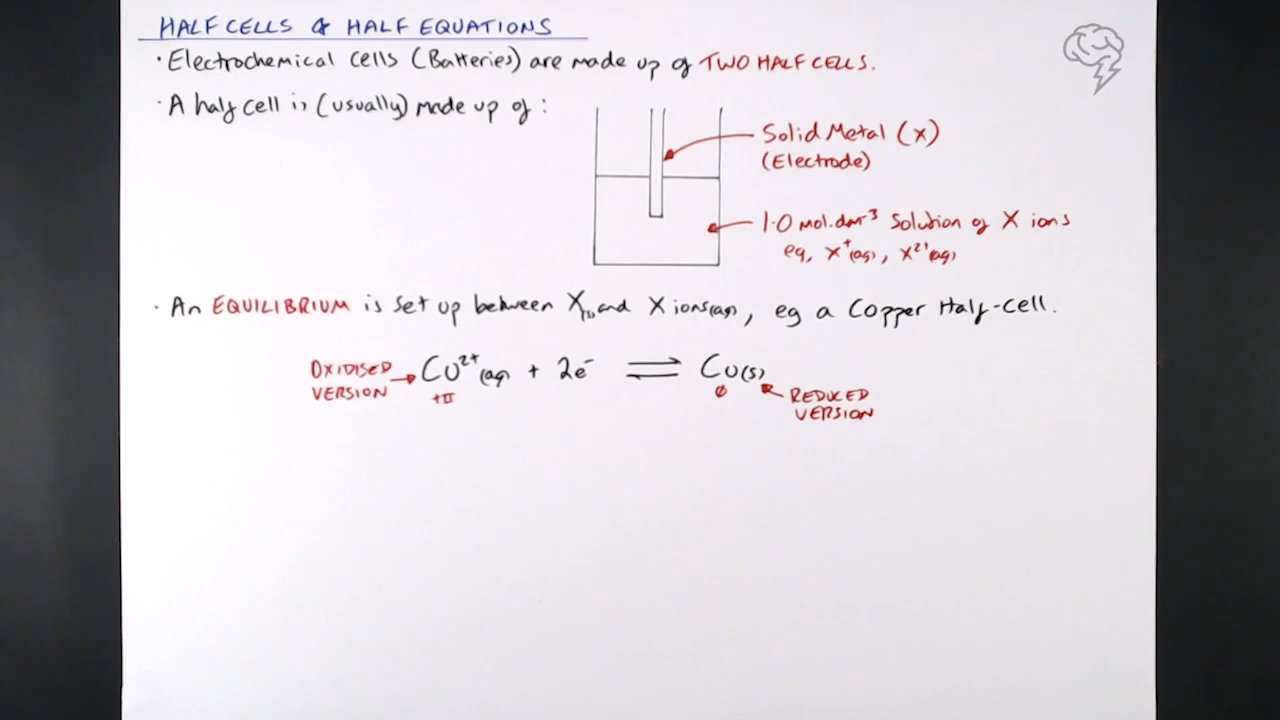 HALF CELLS & HALF EQUATIONS
· Electrochemical cells (Batteries) are made up of TWO HALF CELLS.
· A half cell is (usually) made up of :
Solid Metal (X)
(Electrode)
1·0 mol.dm⁻³ Solution of X ions
eg, X⁺(aq), X²⁺(aq)
· An EQUILIBRIUM is set up between X(s) and X ions(aq), eg a Copper Half-cell.
OXIDISED VERSION
Cu²⁺(aq) + 2e⁻ ⇌ Cu(s)
+II
0
REDUCED VERSION